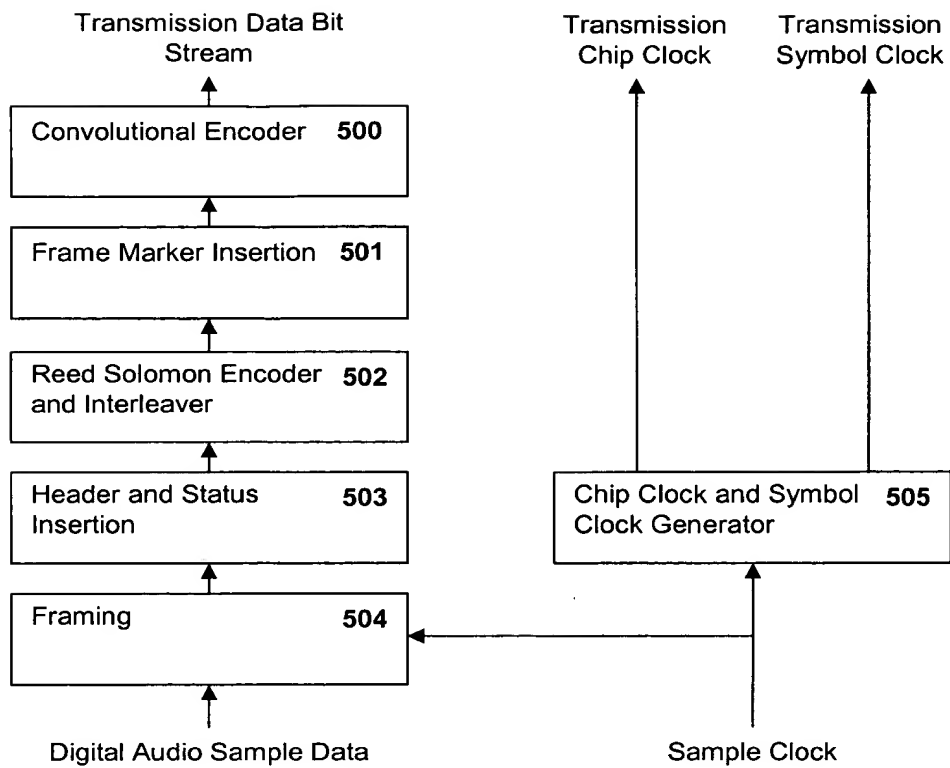 Transmission Data Bit
Stream
Transmission
Chip Clock
Transmission
Symbol Clock
Convolutional Encoder 500
Frame Marker Insertion 501
Reed Solomon Encoder 502
and Interleaver
Header and Status 503
Insertion
Chip Clock and Symbol 505
Clock Generator
Framing 504
Digital Audio Sample Data
Sample Clock